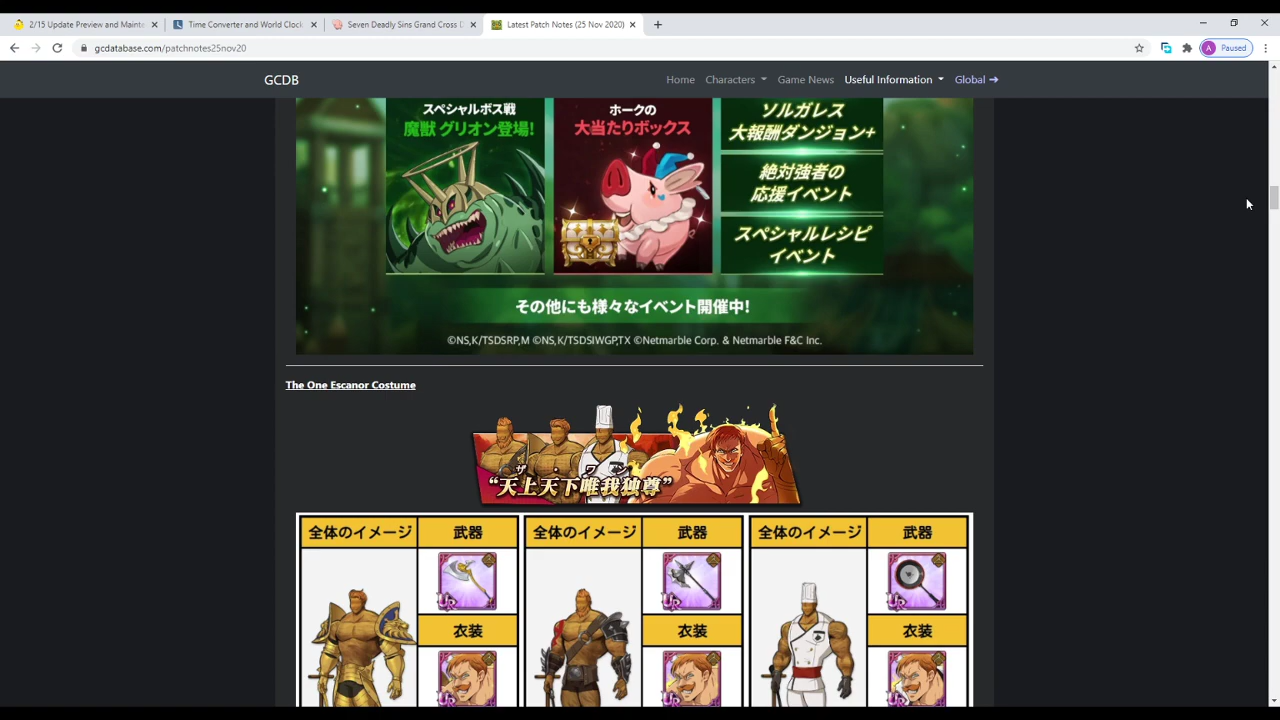 2/15 Update Preview and Mainte
Time Converter and World Clock
Seven Deadly Sins Grand Cross D
Latest Patch Notes (25 Nov 2020)
gcdatabase.com/patchnotes25nov20
A Paused
GCDB
Home
Characters
Game News
Useful Information
Global
スペシャルボス戦
魔獣 グリオン登場!
ホークの
大当たりボックス
ソルガレス
大報酬ダンジョン+
絶対強者の
応援イベント
スペシャルレシピ
イベント
その他にも様々なイベント開催中!
©NS,K/TSDSRP,M ©NS,K/TSDSIWGP,TX ©Netmarble Corp. & Netmarble F&C Inc.
The One Escanor Costume
ザ・ワン
“天上天下唯我独尊”
全体のイメージ 武器 全体のイメージ 武器 全体のイメージ 武器
UR UR UR
衣装 衣装 衣装